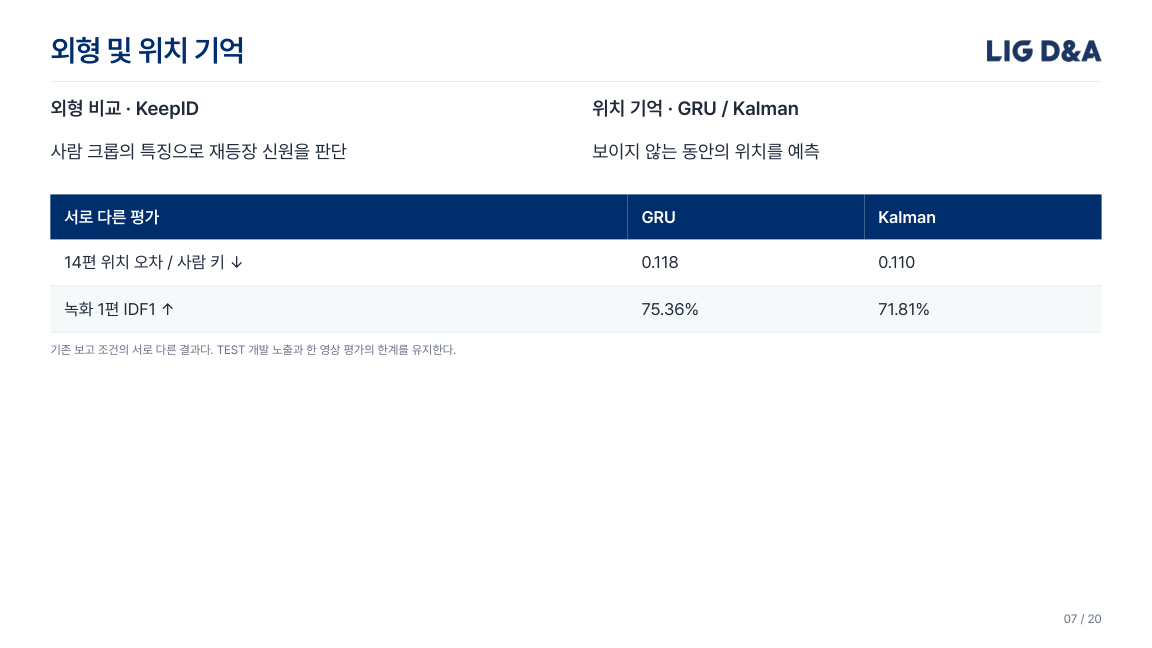 외형 및 위치 기억
LIG D&A
외형 비교 · KeepID
사람 크롭의 특징으로 재등장 신원을 판단
위치 기억 · GRU / Kalman
보이지 않는 동안의 위치를 예측
서로 다른 평가 GRU Kalman
14편 위치 오차 / 사람 키 ↓ 0.118 0.110
녹화 1편 IDF1 ↑ 75.36% 71.81%
기존 보고 조건의 서로 다른 결과다. TEST 개발 노출과 한 영상 평가의 한계를 유지한다.
07 / 20